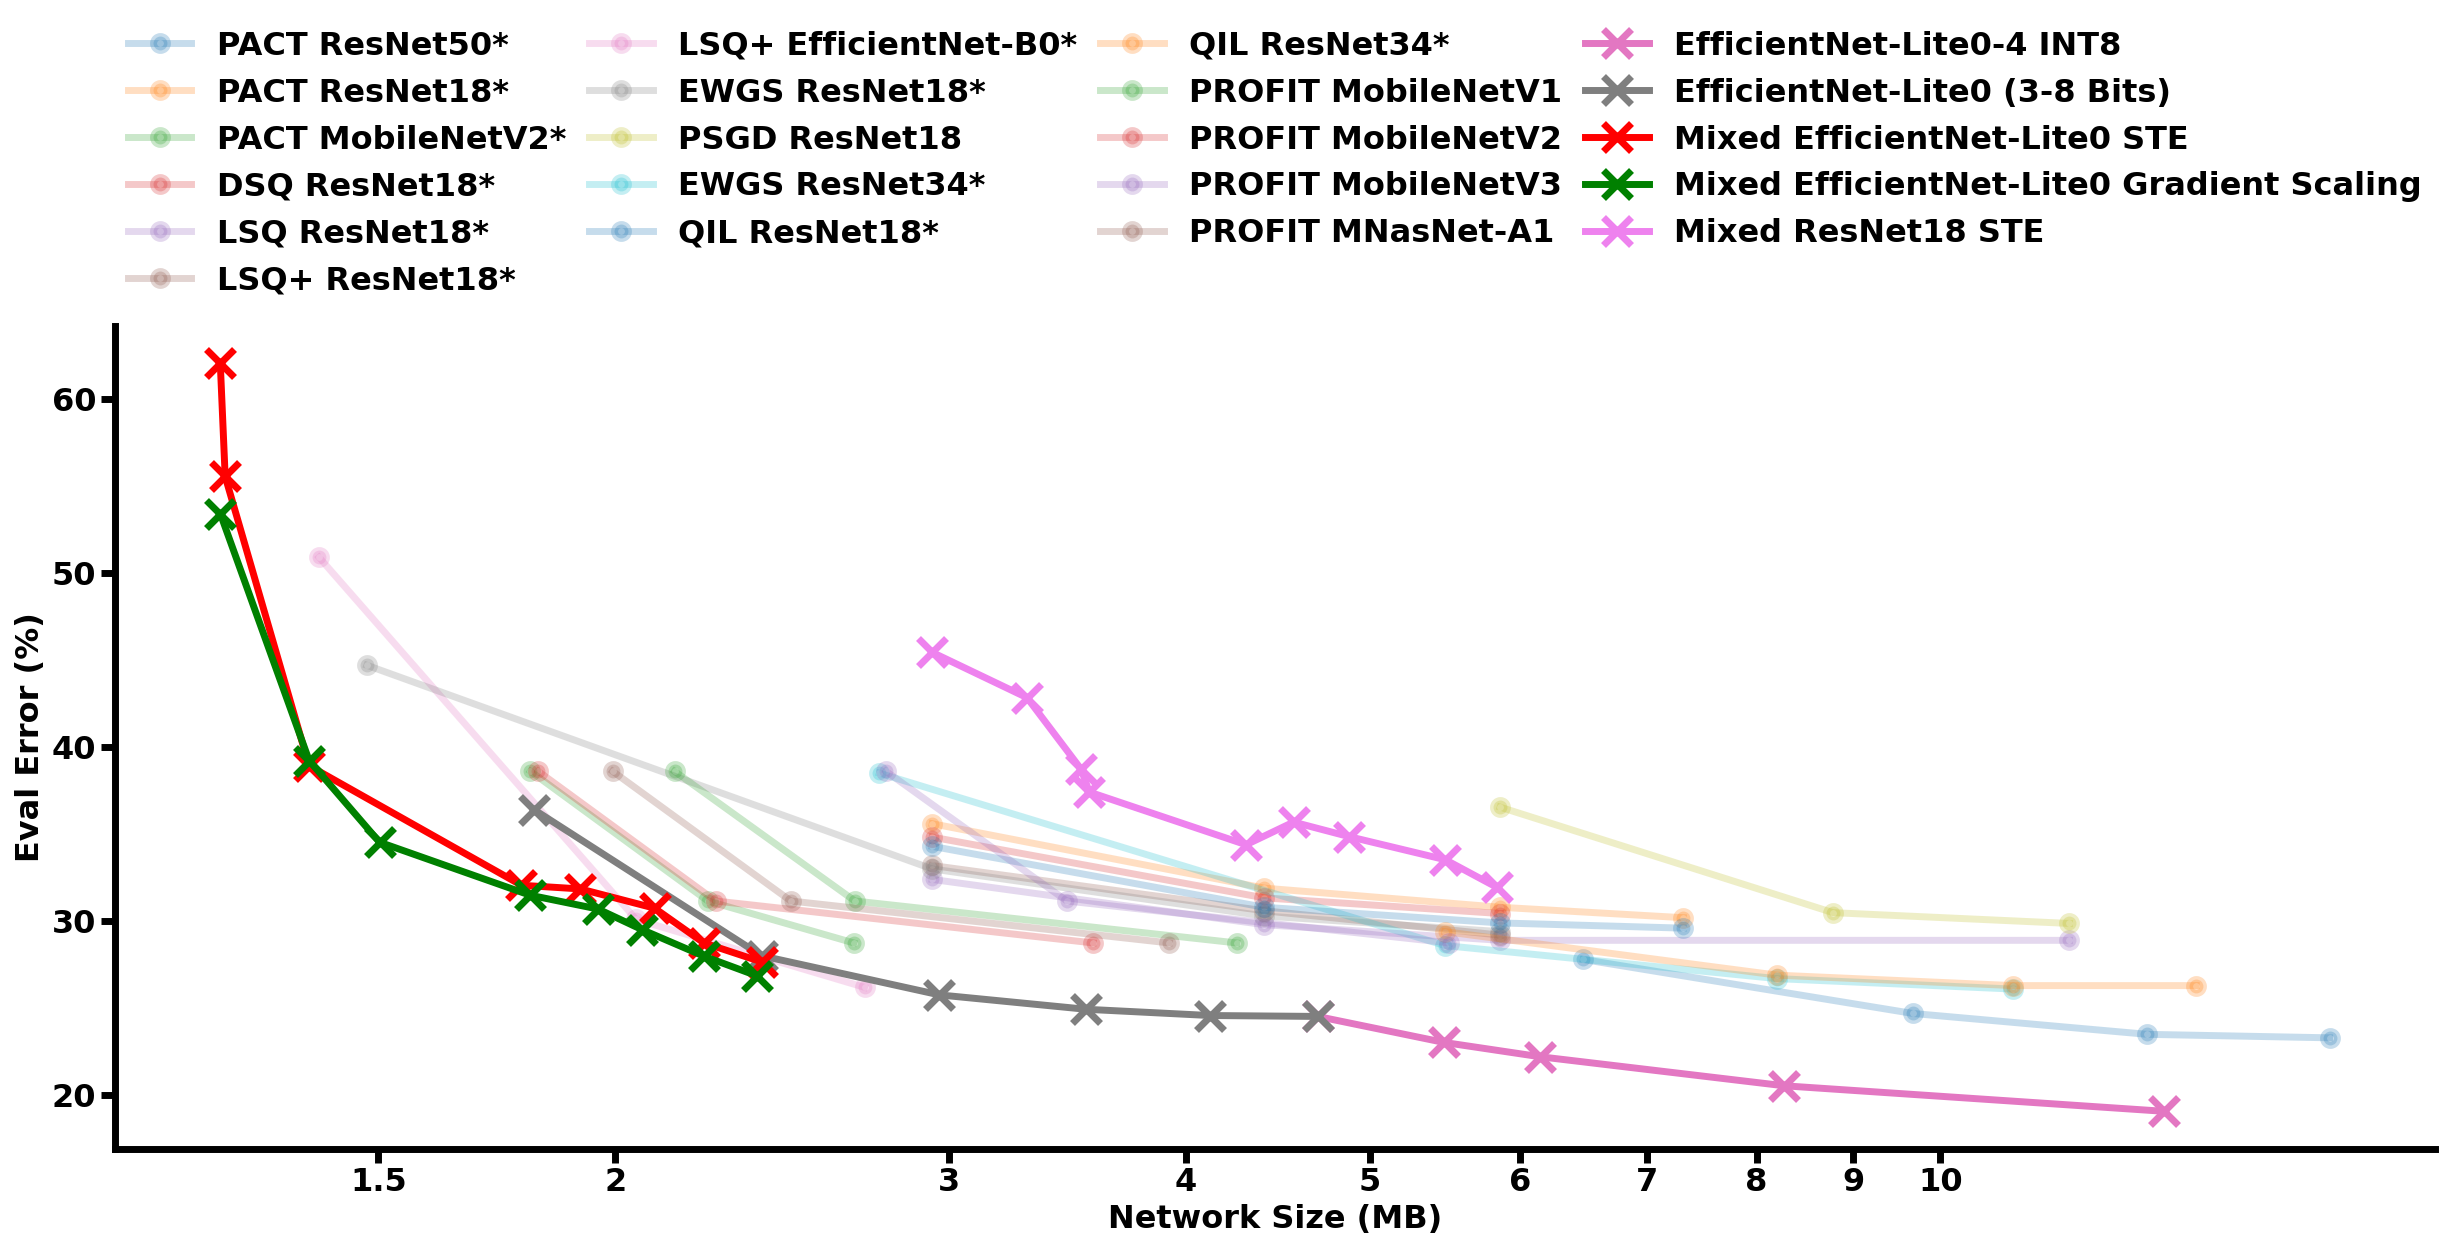 PACT ResNet50*
PACT ResNet18*
PACT MobileNetV2*
DSQ ResNet18*
LSQ ResNet18*
LSQ+ ResNet18*
LSQ+ EfficientNet-B0*
EWGS ResNet18*
PSGD ResNet18
EWGS ResNet34*
QIL ResNet18*
QIL ResNet34*
PROFIT MobileNetV1
PROFIT MobileNetV2
PROFIT MobileNetV3
PROFIT MNasNet-A1
EfficientNet-Lite0-4 INT8
EfficientNet-Lite0 (3-8 Bits)
Mixed EfficientNet-Lite0 STE
Mixed EfficientNet-Lite0 Gradient Scaling
Mixed ResNet18 STE
Eval Error (%)
60
50
40
30
20
1.5 2 3 4 5 6 7 8 9 10
Network Size (MB)